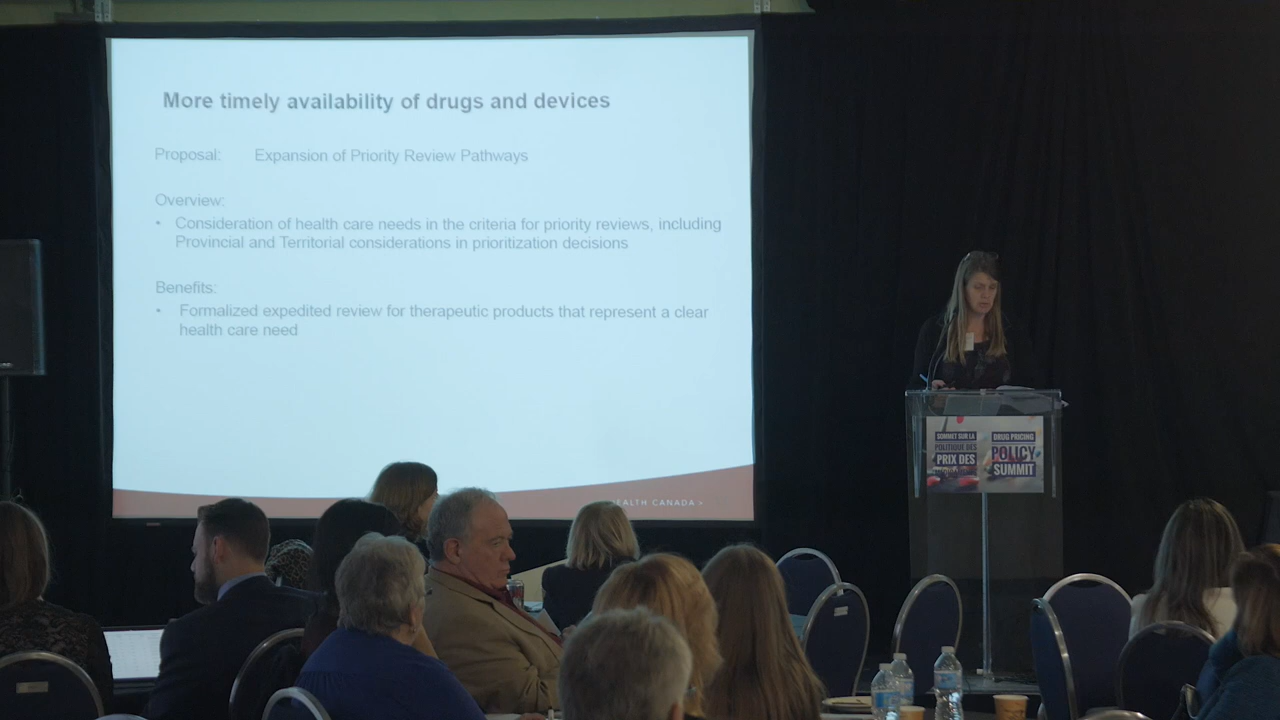 More timely availability of drugs and devices
Proposal: Expansion of Priority Review Pathways
Overview:
• Consideration of health care needs in the criteria for priority reviews, including
Provincial and Territorial considerations in prioritization decisions
Benefits:
• Formalized expedited review for therapeutic products that represent a clear
health care need
HEALTH CANADA >
SOMMET SUR LA
POLITIQUE DES
PRIX DES
DRUG PRICING
POLICY
SUMMIT